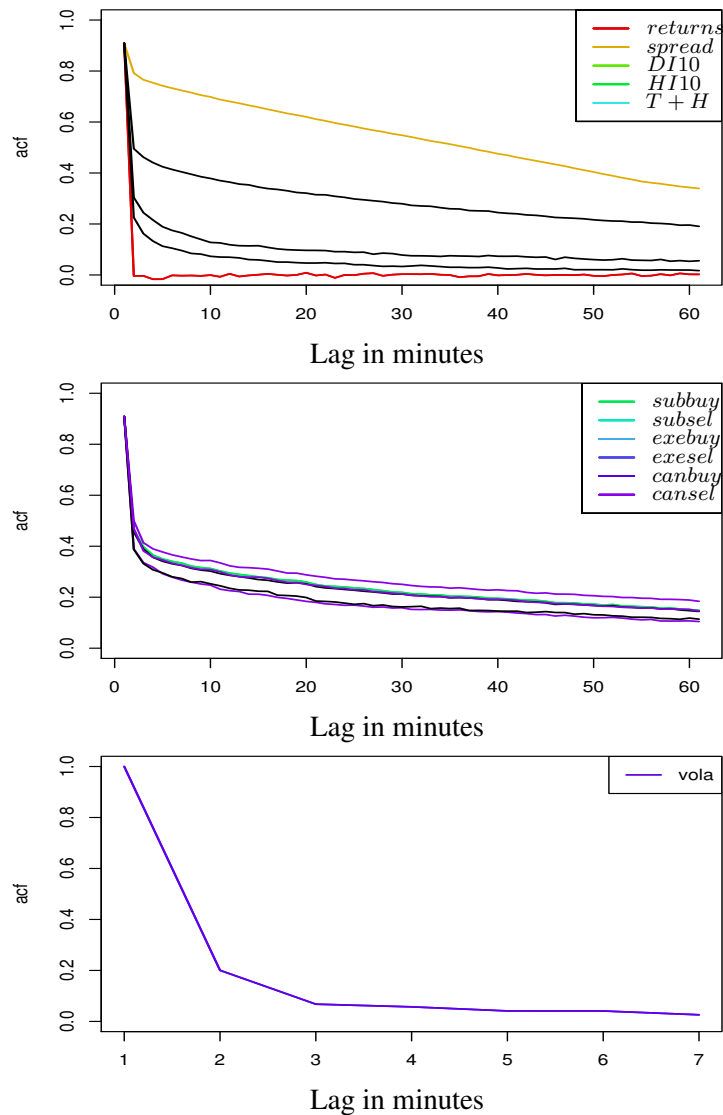 returns
spread
DI10
HI10
T + H
acf
0.0 0.2 0.4 0.6 0.8 1.0
0 10 20 30 40 50 60
Lag in minutes
subbuy
subsel
exebuy
exesel
canbuy
cansel
acf
0.0 0.2 0.4 0.6 0.8 1.0
0 10 20 30 40 50 60
Lag in minutes
vola
acf
0.0 0.2 0.4 0.6 0.8 1.0
1 2 3 4 5 6 7
Lag in minutes